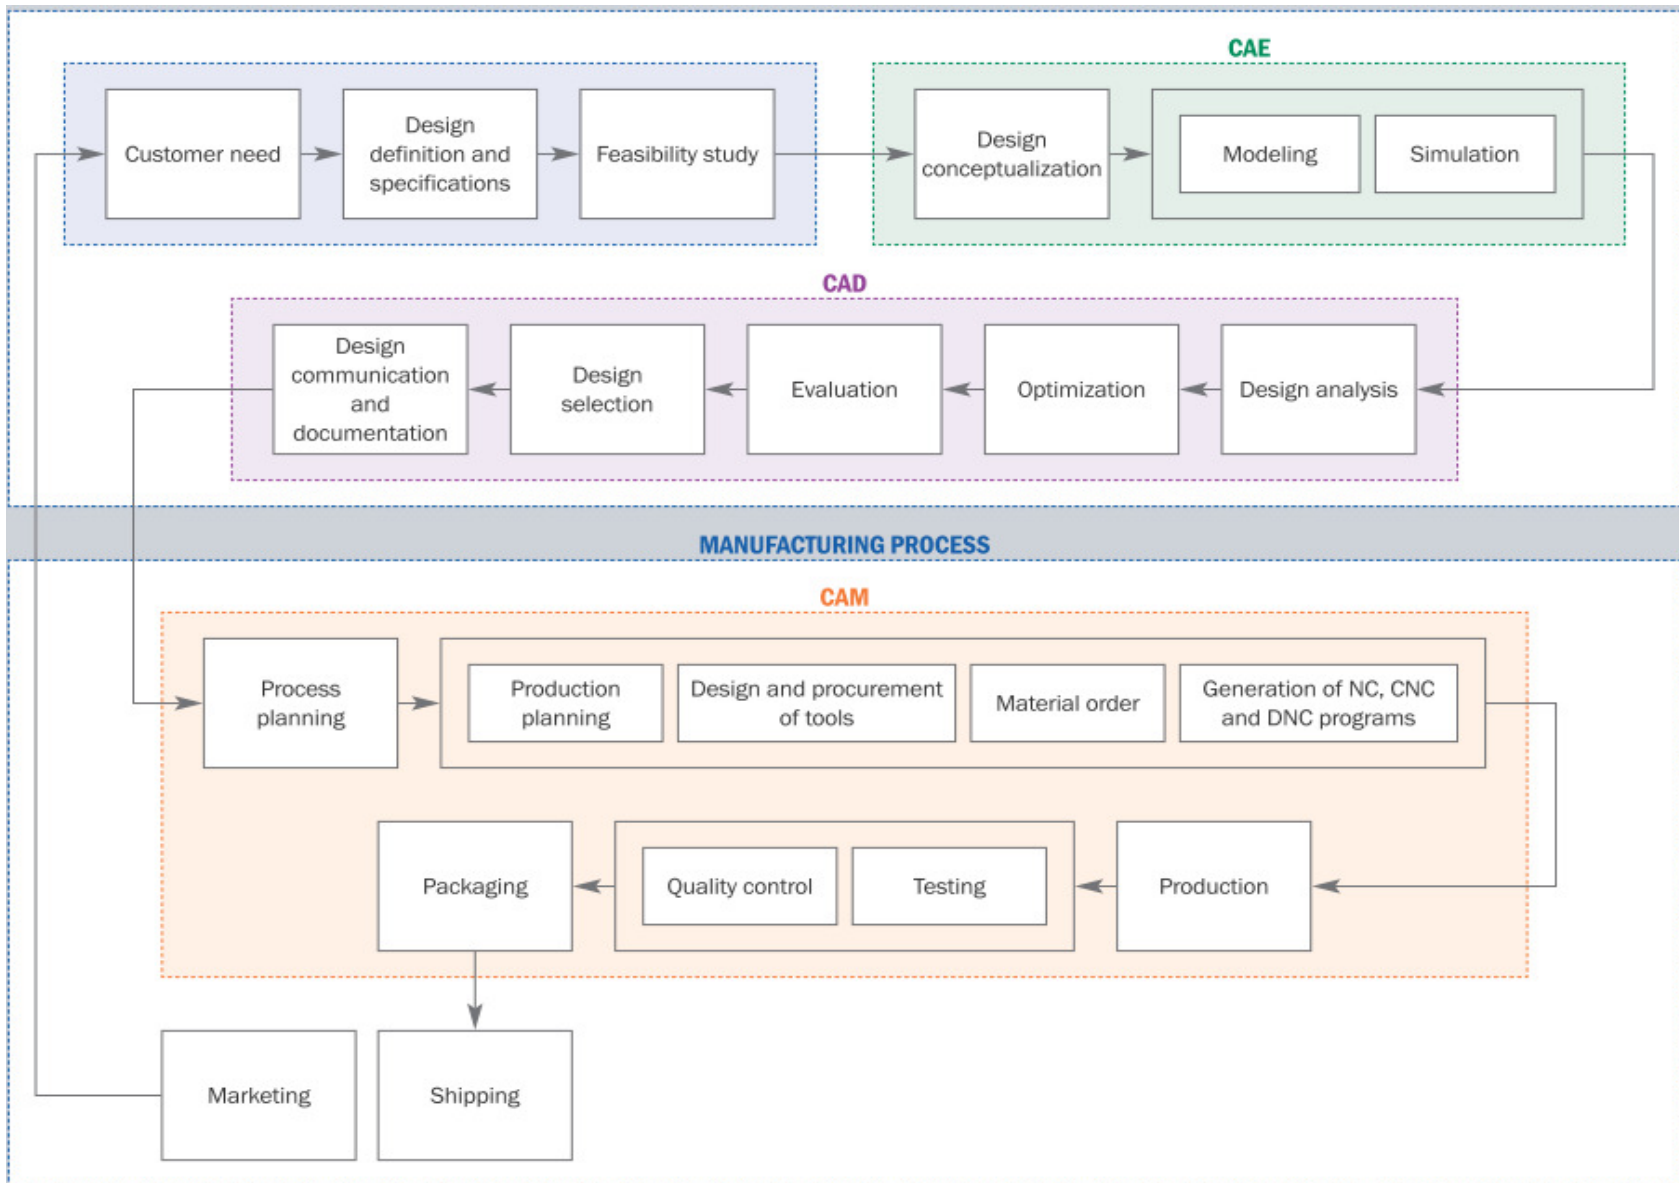 CAE
Customer need
Design
definition and
specifications
Feasibility study
Design
conceptualization
Modeling
Simulation
CAD
Design
communication
and
documentation
Design
selection
Evaluation
Optimization
Design analysis
MANUFACTURING PROCESS
CAM
Process
planning
Production
planning
Design and procurement
of tools
Material order
Generation of NC, CNC
and DNC programs
Packaging
Quality control
Testing
Production
Marketing
Shipping